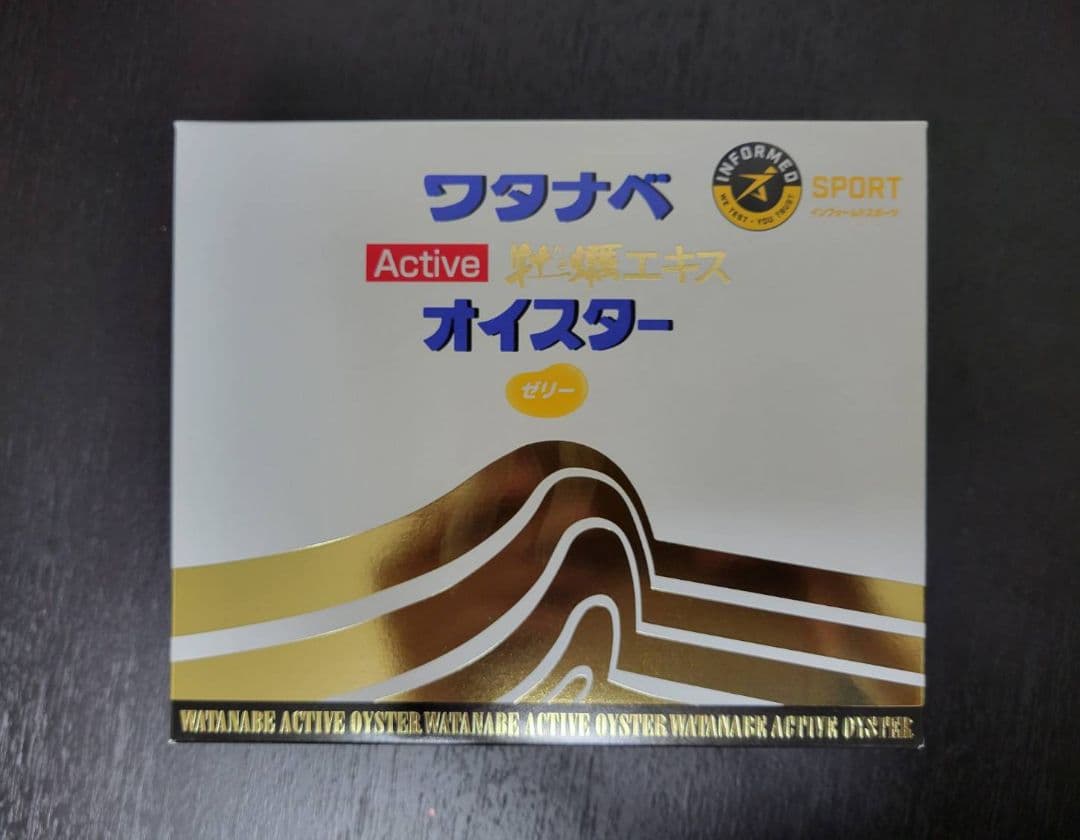 ワタナベ
Active 牡蠣エキス
オイスター
ゼリー
INFORMED
WE TEST · YOU TRUST
SPORT
インフォームドスポーツ
WATANABE ACTIVE OYSTER WATANABE ACTIVE OYSTER WATANABE ACTIVE OYSTER